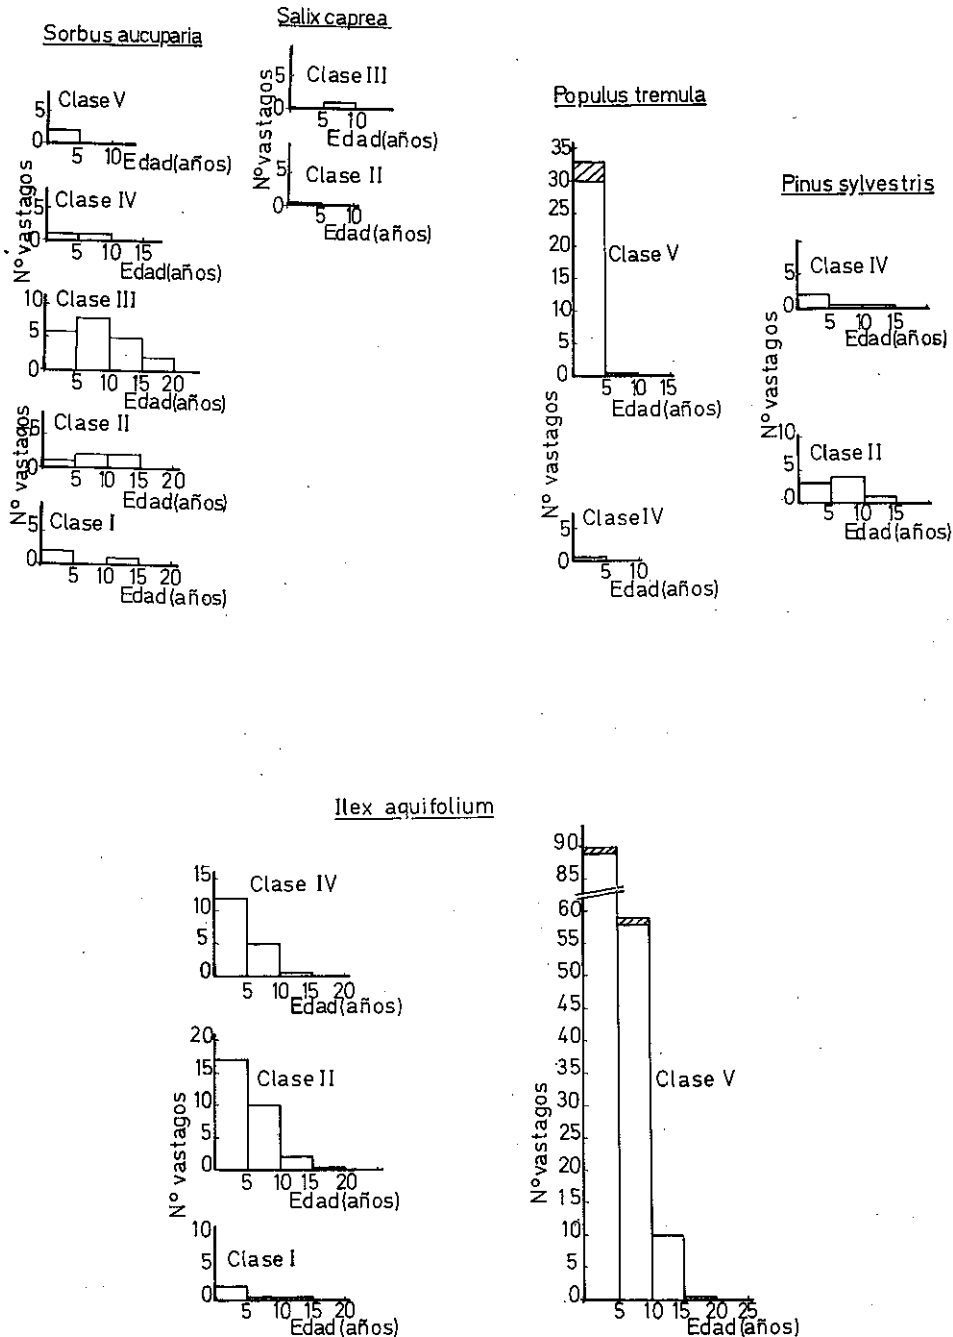 Sorbus aucuparia
Clase V
5
0
5 10 Edad(años)
Nº vastagos
Clase IV
5
0
5 10 15
Edad(años)
Clase III
10
5
0
5 10 15 20
Edad(años)
Nº vastagos
Clase II
5
0
5 10 15 20
Edad(años)
Clase I
5
0
5 10 15 20
Edad(años)
Salix caprea
Nº vastagos
Clase III
5
0
5 10
Edad(años)
Clase II
5
0
5 10
Edad(años)
Populus tremula
Nº vastagos
35
30
25
20
15
10
5
0
Clase V
5 10 15
Edad(años)
Clase IV
5
0
5 10
Edad(años)
Pinus sylvestris
Nº vastagos
Clase IV
5
0
5 10 15
Edad(años)
Clase II
10
5
0
5 10 15
Edad(años)
Ilex aquifolium
Clase IV
15
10
5
0
5 10 15 20
Edad(años)
Nº vastagos
Clase II
20
15
10
5
0
5 10 15 20
Edad(años)
Clase I
10
5
0
5 10 15 20
Edad(años)
Nº vastagos
90
85
60
55
50
45
40
35
30
25
20
15
10
5
0
Clase V
5 10 15 20 25
Edad(años)